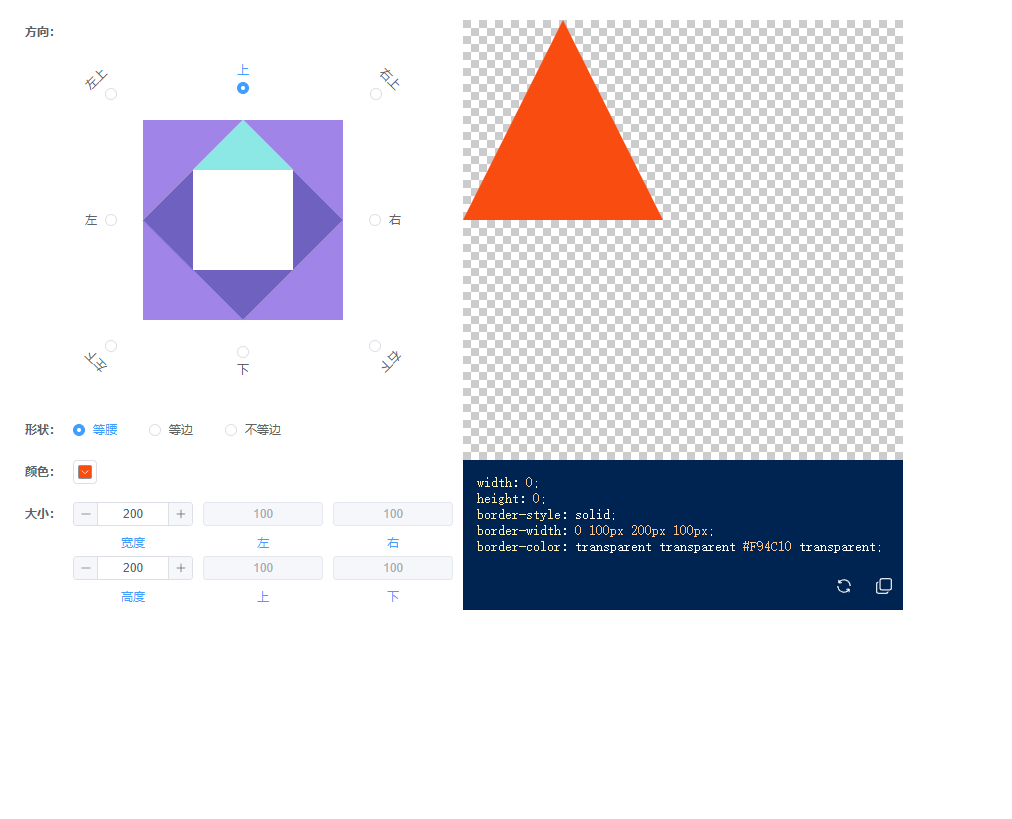 方向:
左上
上
右上
左
右
左下
下
右下
形状:
等腰
等边
不等边
颜色:
大小:
200
100
100
宽度
左
右
200
100
100
高度
上
下
width: 0;
height: 0;
border-style: solid;
border-width: 0 100px 200px 100px;
border-color: transparent transparent #F94C10 transparent;